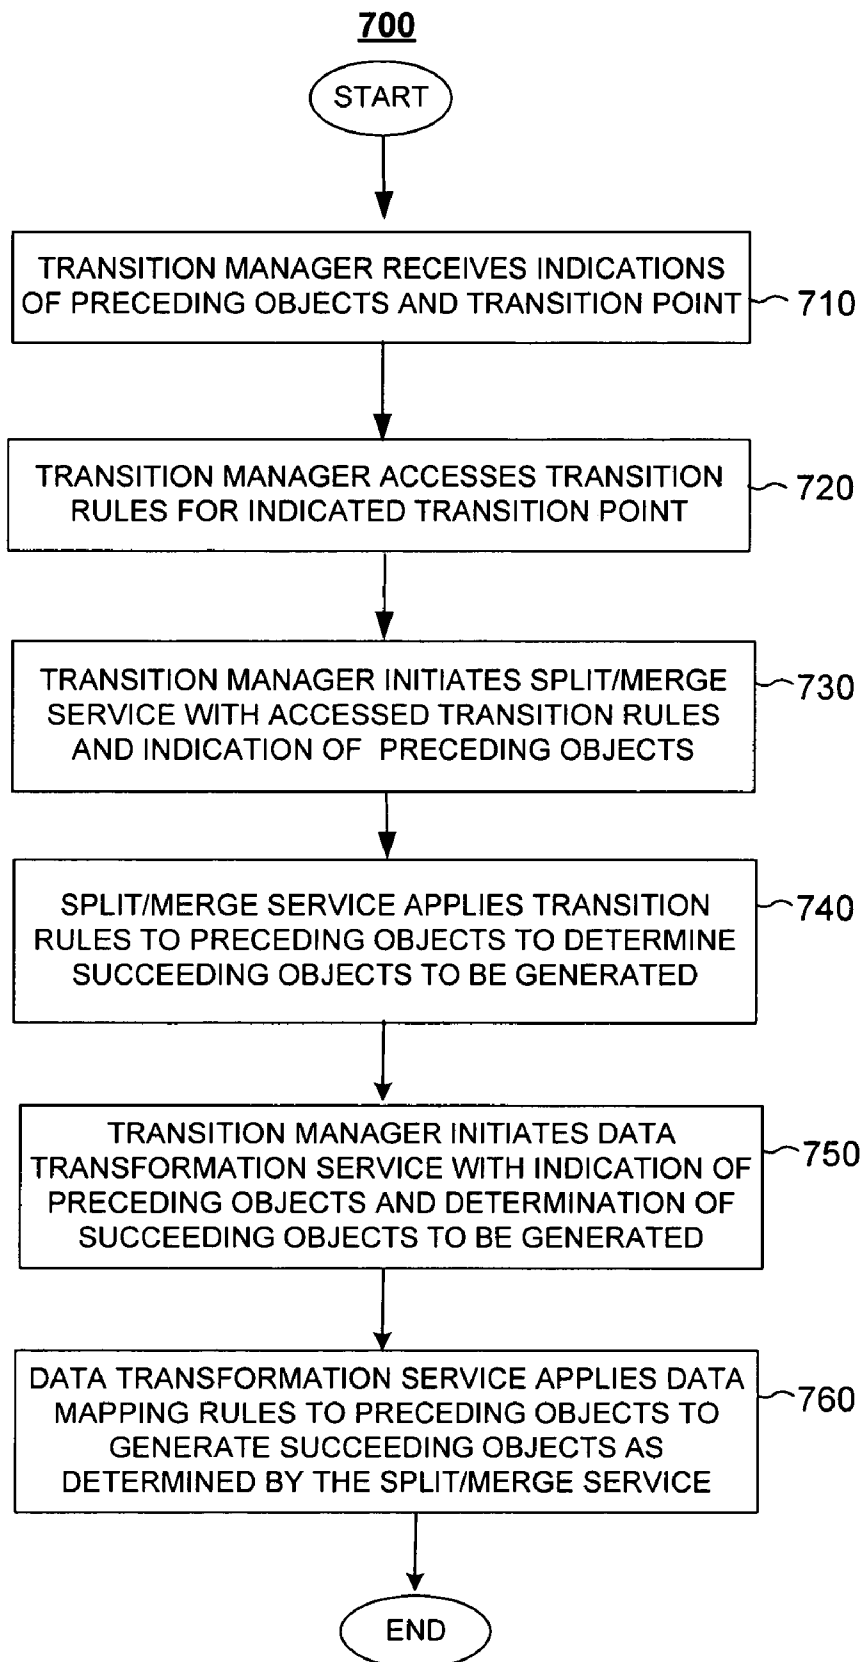 700
START
TRANSITION MANAGER RECEIVES INDICATIONS
OF PRECEDING OBJECTS AND TRANSITION POINT
710
TRANSITION MANAGER ACCESSES TRANSITION
RULES FOR INDICATED TRANSITION POINT
720
TRANSITION MANAGER INITIATES SPLIT/MERGE
SERVICE WITH ACCESSED TRANSITION RULES
AND INDICATION OF PRECEDING OBJECTS
730
SPLIT/MERGE SERVICE APPLIES TRANSITION
RULES TO PRECEDING OBJECTS TO DETERMINE
SUCCEEDING OBJECTS TO BE GENERATED
740
TRANSITION MANAGER INITIATES DATA
TRANSFORMATION SERVICE WITH INDICATION OF
PRECEDING OBJECTS AND DETERMINATION OF
SUCCEEDING OBJECTS TO BE GENERATED
750
DATA TRANSFORMATION SERVICE APPLIES DATA
MAPPING RULES TO PRECEDING OBJECTS TO
GENERATE SUCCEEDING OBJECTS AS
DETERMINED BY THE SPLIT/MERGE SERVICE
760
END